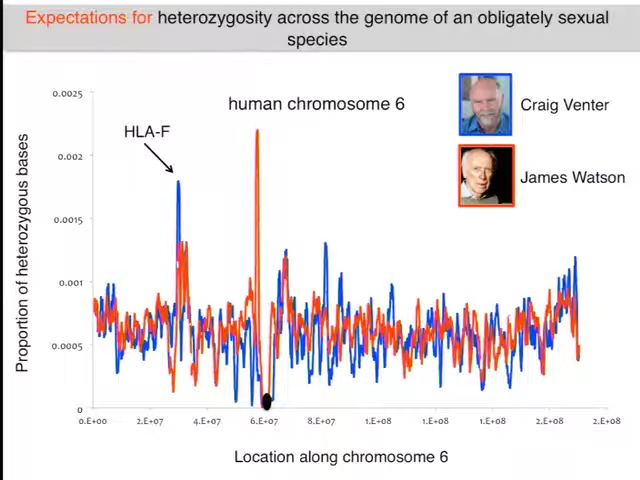 Expectations for heterozygosity across the genome of an obligately sexual
species
human chromosome 6
Craig Venter
James Watson
HLA-F
Proportion of heterozygous bases
0.0025
0.002
0.0015
0.001
0.0005
0
0.E+00
2.E+07
4.E+07
6.E+07
8.E+07
1.E+08
1.E+08
1.E+08
2.E+08
2.E+08
Location along chromosome 6